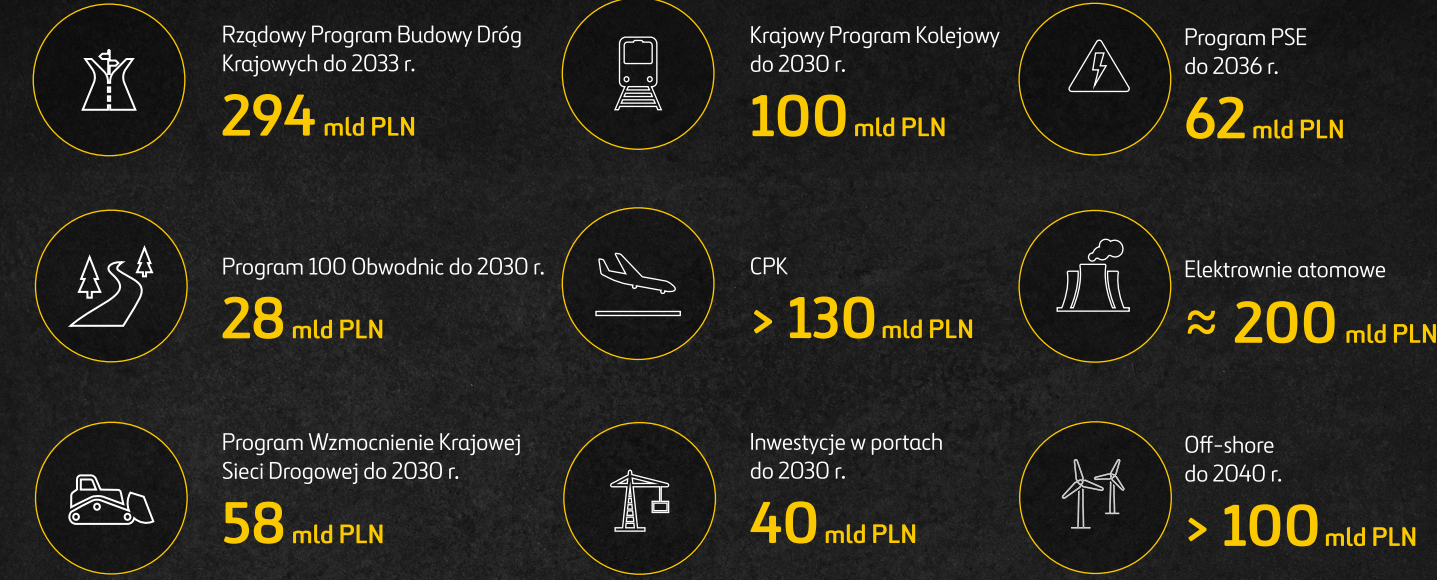 Rządowy Program Budowy Dróg
Krajowych do 2033 r.
294 mld PLN
Krajowy Program Kolejowy
do 2030 r.
100 mld PLN
Program PSE
do 2036 r.
62 mld PLN
Program 100 Obwodnic do 2030 r.
28 mld PLN
CPK
> 130 mld PLN
Elektrownie atomowe
≈ 200 mld PLN
Program Wzmocnienie Krajowej
Sieci Drogowej do 2030 r.
58 mld PLN
Inwestycje w portach
do 2030 r.
40 mld PLN
Off-shore
do 2040 r.
> 100 mld PLN